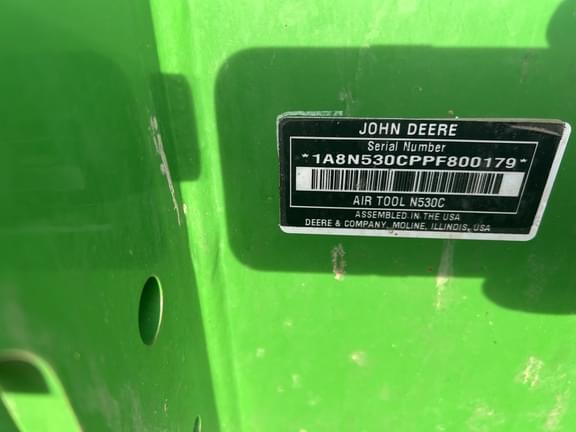 JOHN DEERE
Serial Number
*1A8N530CPPF800179*
AIR TOOL N530C
ASSEMBLED IN THE USA
DEERE & COMPANY, MOLINE, ILLINOIS, USA